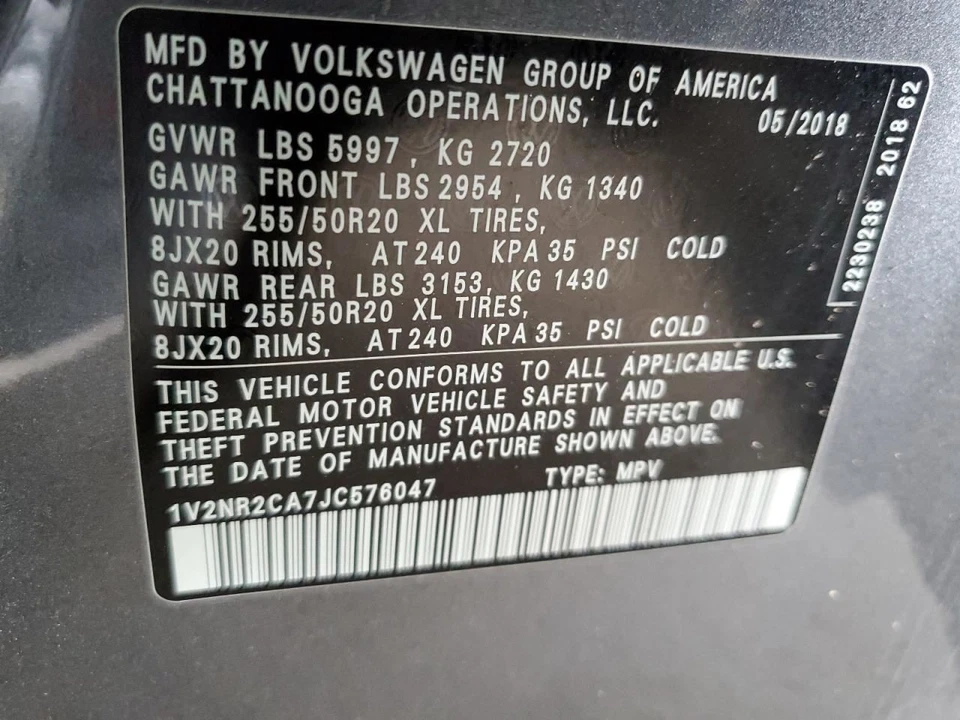 MFD BY VOLKSWAGEN GROUP OF AMERICA
CHATTANOOGA OPERATIONS, LLC.
05/2018
GVWR LBS 5997, KG 2720
GAWR FRONT LBS 2954, KG 1340
WITH 255/50R20 XL TIRES,
8JX20 RIMS, AT 240 KPA 35 PSI COLD
GAWR REAR LBS 3153, KG 1430
WITH 255/50R20 XL TIRES,
8JX20 RIMS, AT 240 KPA 35 PSI COLD
2230238 2018 62
THIS VEHICLE CONFORMS TO ALL APPLICABLE U.S.
FEDERAL MOTOR VEHICLE SAFETY AND
THEFT PREVENTION STANDARDS IN EFFECT ON
THE DATE OF MANUFACTURE SHOWN ABOVE.
1V2NR2CA7JC576047 TYPE: MPV